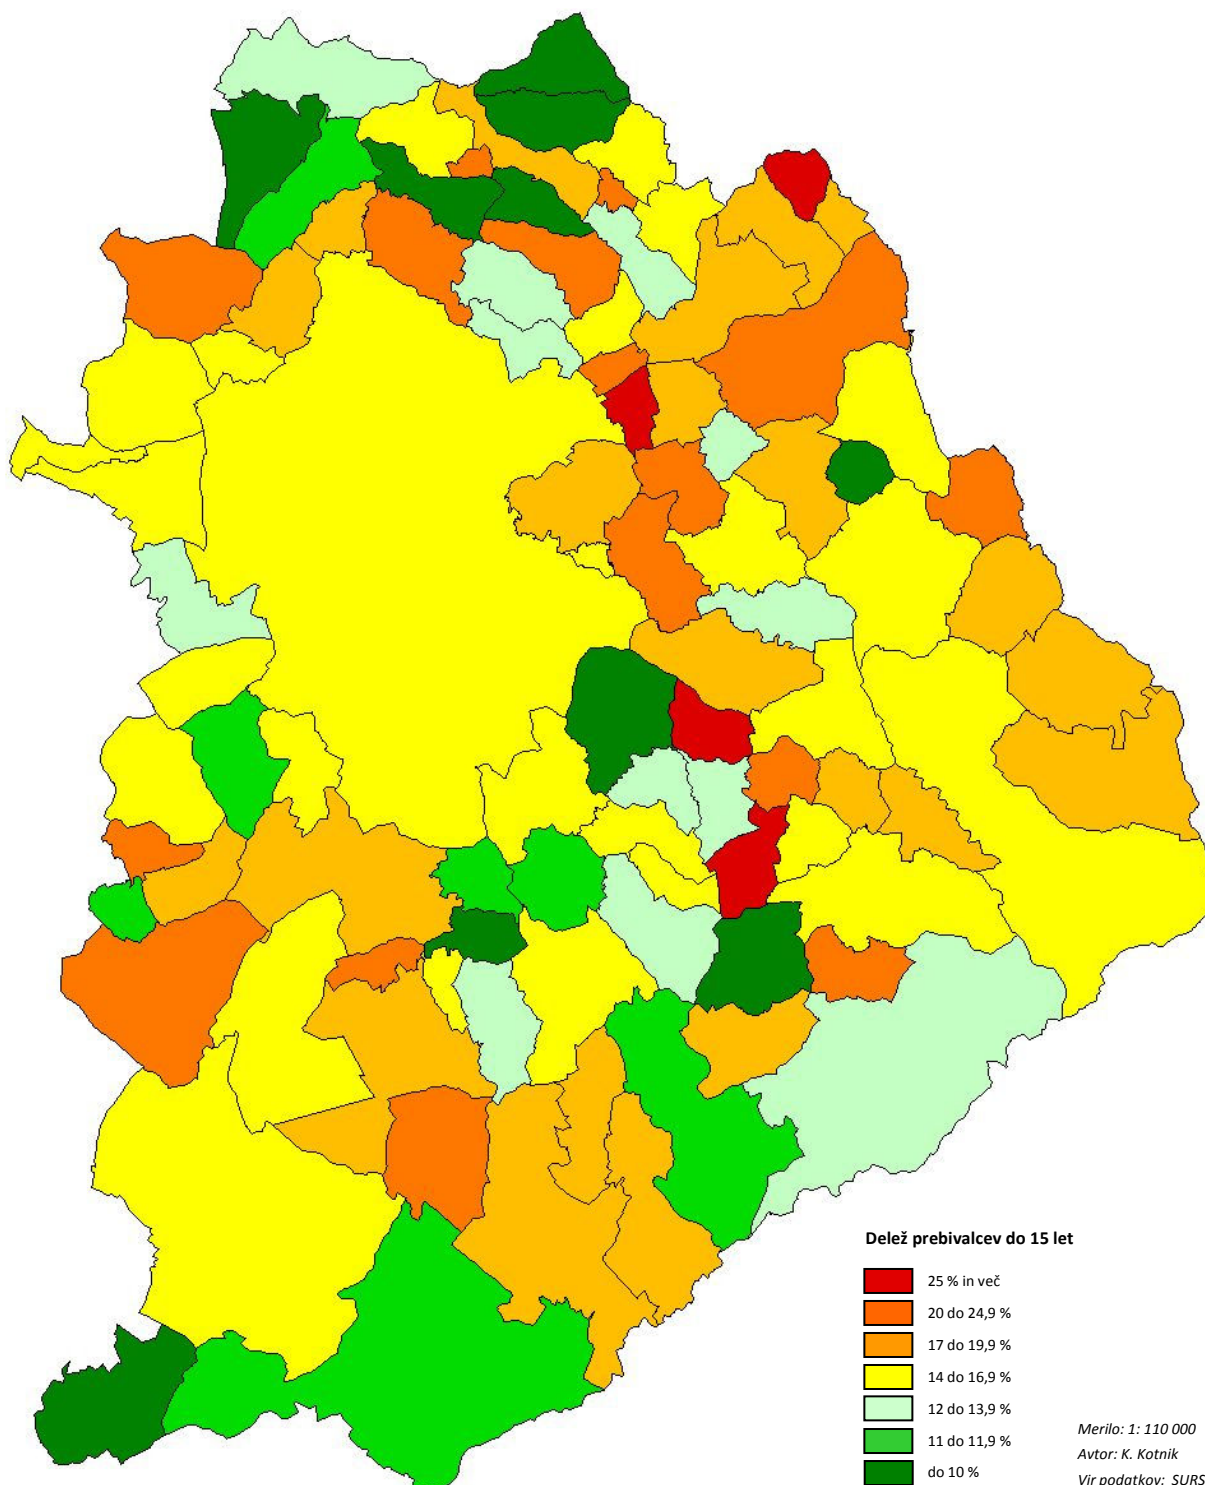 Delež prebivalcev do 15 let
25 % in več
20 do 24,9 %
17 do 19,9 %
14 do 16,9 %
12 do 13,9 %
11 do 11,9 %
do 10 %
Merilo: 1: 110 000
Avtor: K. Kotnik
Vir podatkov: SURS